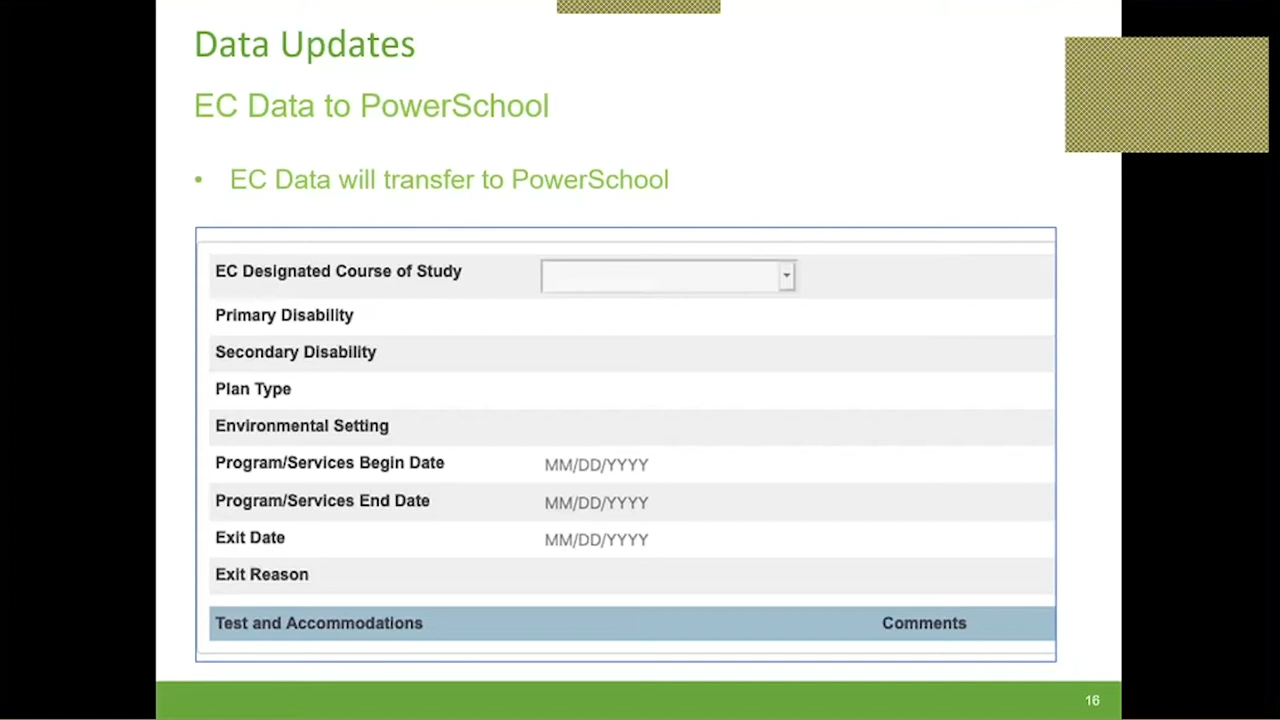 Data Updates
EC Data to PowerSchool
• EC Data will transfer to PowerSchool
EC Designated Course of Study
Primary Disability
Secondary Disability
Plan Type
Environmental Setting
Program/Services Begin Date MM/DD/YYYY
Program/Services End Date MM/DD/YYYY
Exit Date MM/DD/YYYY
Exit Reason
Test and Accommodations Comments
16